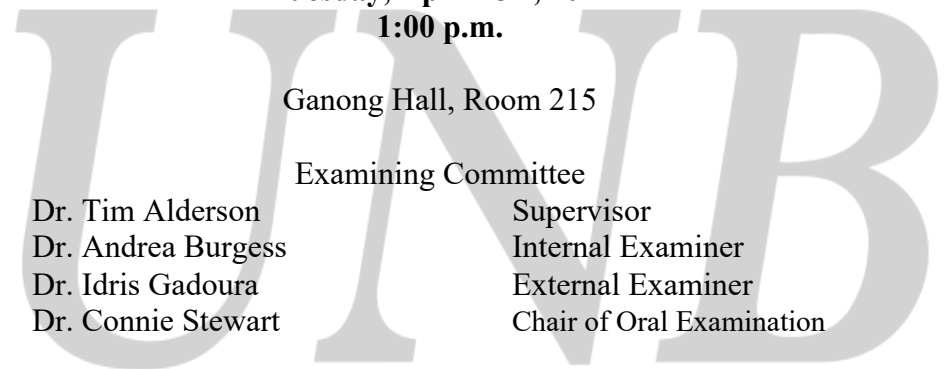 1:00 p.m.
Ganong Hall, Room 215
Examining Committee
Dr. Tim Alderson Supervisor
Dr. Andrea Burgess Internal Examiner
Dr. Idris Gadoura External Examiner
Dr. Connie Stewart Chair of Oral Examination
UNB